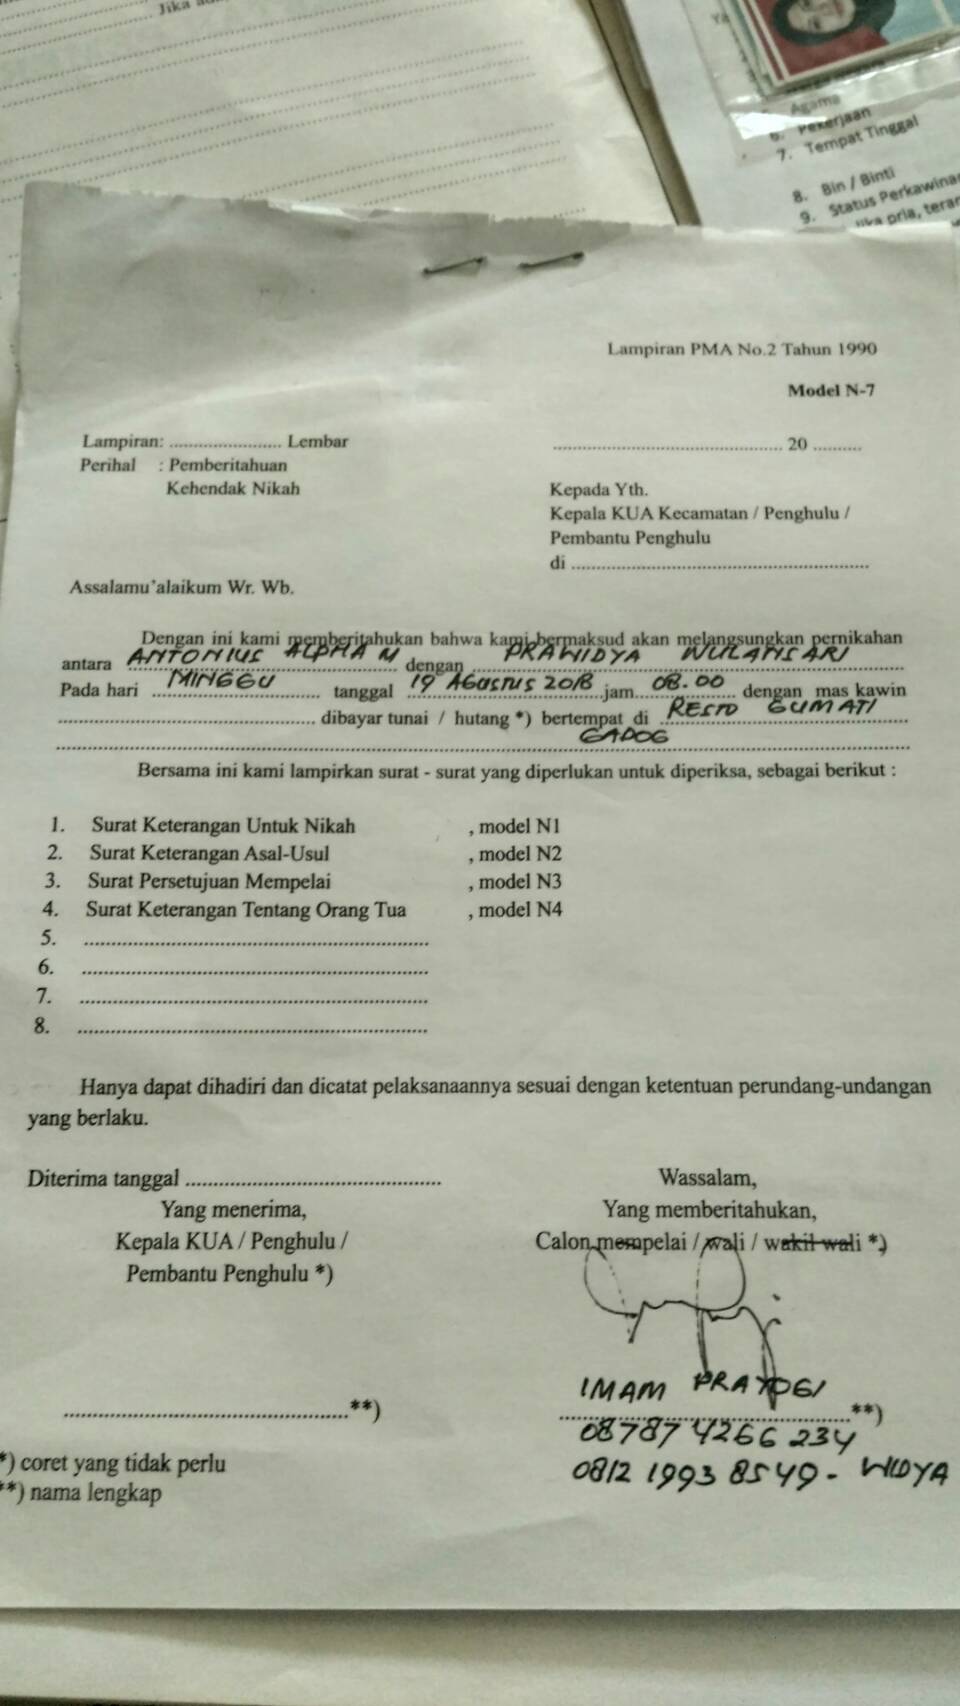 Jika
Agama
6. Pekerjaan
7. Tempat Tinggal
8. Bin / Binti
9. Status Perkawinan
jika pria, teran
Lampiran PMA No.2 Tahun 1990
Model N-7
Lampiran: ........................ Lembar
.................................................. 20 ..........
Perihal : Pemberitahuan
Kehendak Nikah
Kepada Yth.
Kepala KUA Kecamatan / Penghulu /
Pembantu Penghulu
di ..................................................
Assalamu'alaikum Wr. Wb.
Dengan ini kami memberitahukan bahwa kami bermaksud akan melangsungkan pernikahan
antara ANTONIUS ALPHA M dengan PRAWIDYA WULANSARI
Pada hari MINGGU tanggal 19 AGUSTUS 2018 jam 08.00 dengan mas kawin
.................................................. dibayar tunai / hutang *) bertempat di RESTO GUMATI
GADOG
Bersama ini kami lampirkan surat - surat yang diperlukan untuk diperiksa, sebagai berikut :
1. Surat Keterangan Untuk Nikah , model N1
2. Surat Keterangan Asal-Usul , model N2
3. Surat Persetujuan Mempelai , model N3
4. Surat Keterangan Tentang Orang Tua , model N4
5. ..................................................
6. ..................................................
7. ..................................................
8. ..................................................
Hanya dapat dihadiri dan dicatat pelaksanaannya sesuai dengan ketentuan perundang-undangan
yang berlaku.
Diterima tanggal ..................................................
Yang menerima,
Kepala KUA / Penghulu /
Pembantu Penghulu *)
..................................................**)
Wassalam,
Yang memberitahukan,
Calon mempelai / wali / wakil wali *)
IMAM PRAYOGI
..................................................**)
087874266234
0812 1993 8549 - WIDYA
*) coret yang tidak perlu
**) nama lengkap